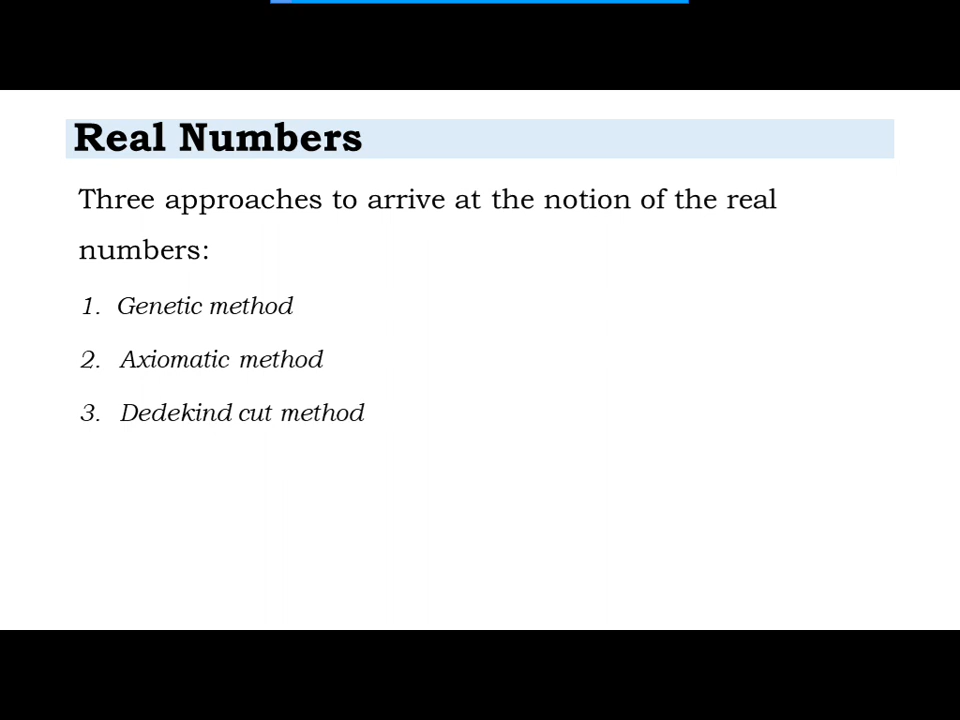 Real Numbers
Three approaches to arrive at the notion of the real
numbers:
1. Genetic method
2. Axiomatic method
3. Dedekind cut method